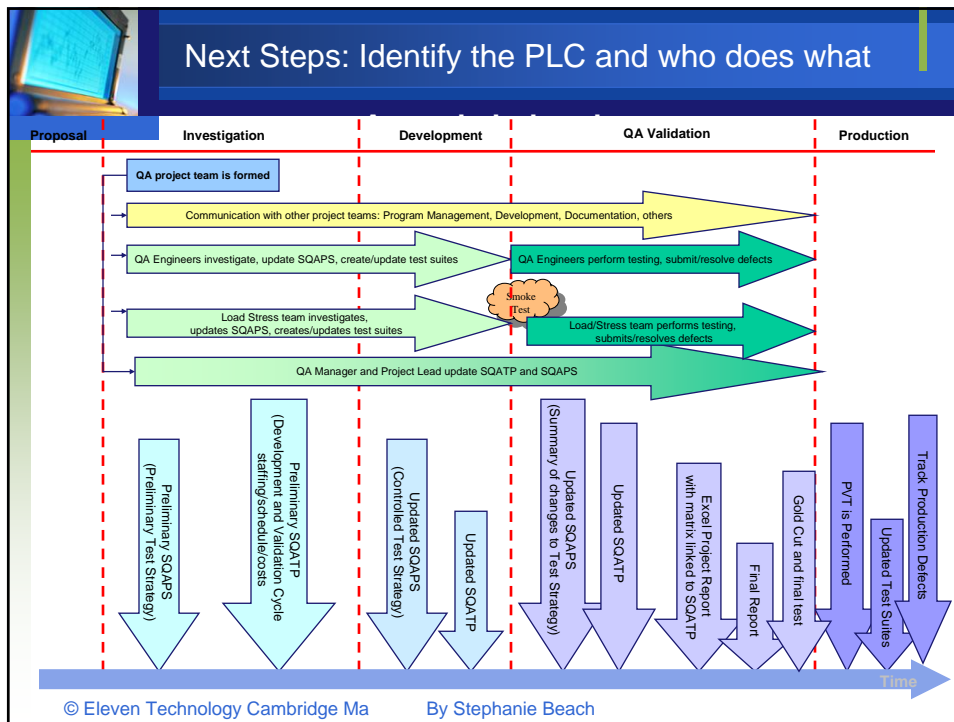 Next Steps: Identify the PLC and who does what
Proposal
Investigation
Development
QA Validation
Production
QA project team is formed
Communication with other project teams: Program Management, Development, Documentation, others
QA Engineers investigate, update SQAPS, create/update test suites
QA Engineers perform testing, submit/resolve defects
Smoke
Test
Load Stress team investigates,
updates SQAPS, creates/updates test suites
Load/Stress team performs testing,
submits/resolves defects
QA Manager and Project Lead update SQATP and SQAPS
Preliminary SQAPS
(Preliminary Test Strategy)
Preliminary SQATP
(Development and Validation Cycle
staffing/schedule/costs
Updated SQAPS
(Controlled Test Strategy)
Updated SQATP
Updated SQAPS
(Summary of changes to Test Strategy)
Updated SQATP
Excel Project Report
with matrix linked to SQATP
Final Report
Gold Cut and final test
PVT is Performed
Updated Test Suites
Track Production Defects
Time
© Eleven Technology Cambridge Ma By Stephanie Beach